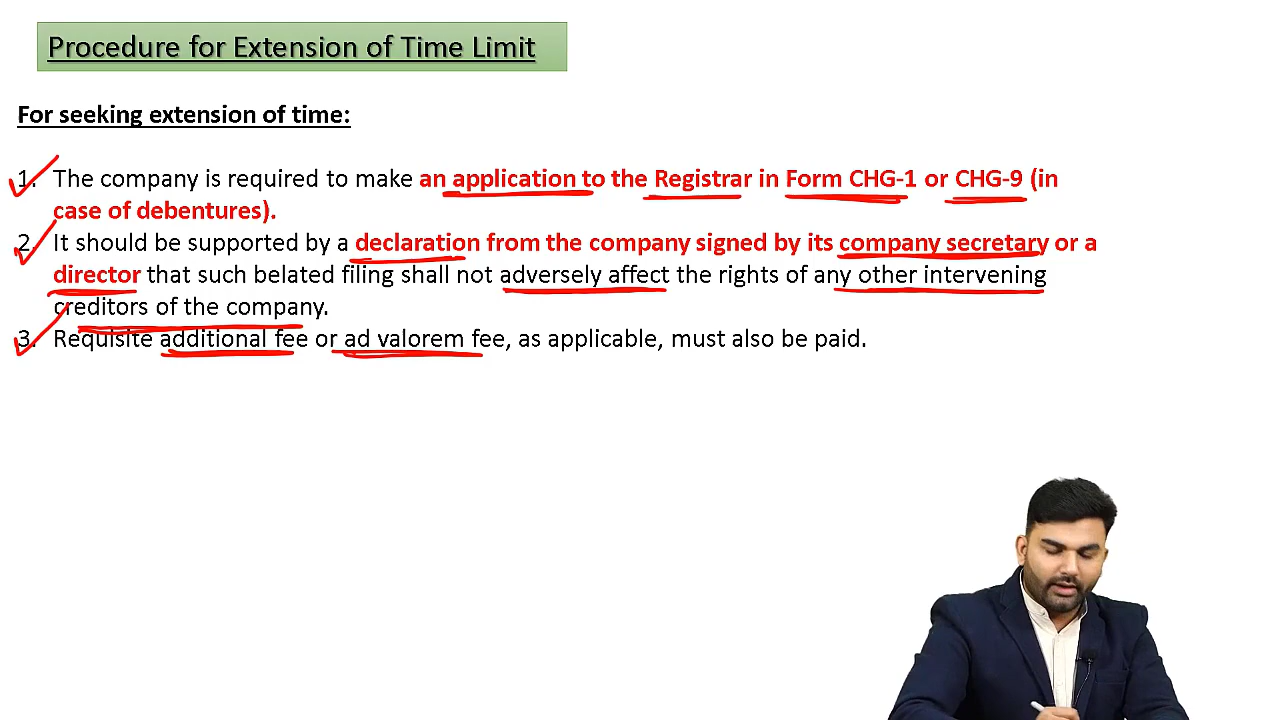 Procedure for Extension of Time Limit
For seeking extension of time:
1. The company is required to make an application to the Registrar in Form CHG-1 or CHG-9 (in
case of debentures).
2. It should be supported by a declaration from the company signed by its company secretary or a
director that such belated filing shall not adversely affect the rights of any other intervening
creditors of the company.
3. Requisite additional fee or ad valorem fee, as applicable, must also be paid.